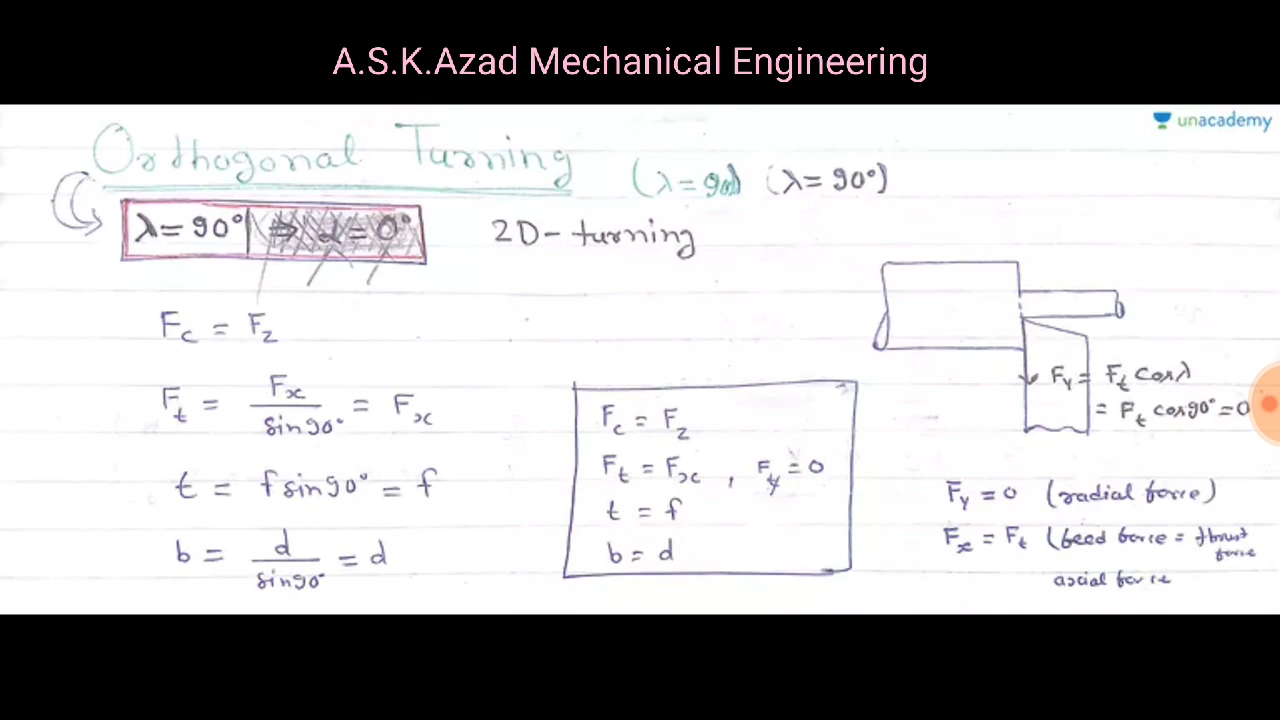 A.S.K.Azad Mechanical Engineering
unacademy
Orthogonal Turning (λ=90) (λ=90°)
λ=90° ⇒ α=0° 2D-turning
Fc = Fz
Ft = Fx / sin90° = Fx
t = f sin90° = f
b = d / sin90° = d
Fc = Fz
Ft = Fx , Fy = 0
t = f
b = d
Fy = Ft cosλ
= Ft cos90° = 0
Fy = 0 (radial force)
Fx = Ft (feed force = thrust
force
axial force